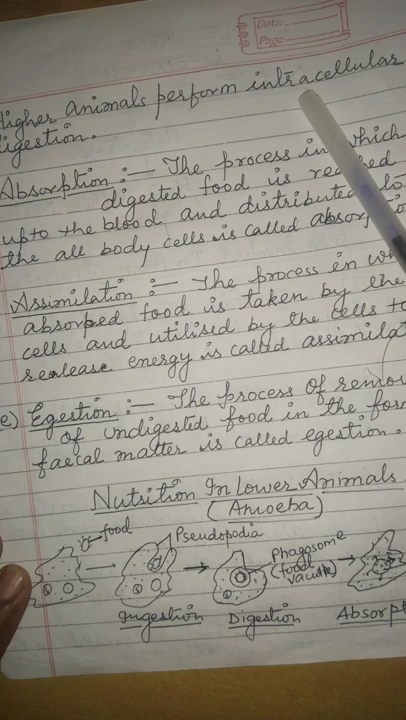 Date:
Page:
Higher animals perform intracellular
digestion.
Absorption :— The process in which
digested food is reached
upto the blood and distributed to
the all body cells is called
Assimilation :— The process in
absorbed food is taken by the
cells and utilised by the cells to
realease energy is called
e) Egestion :— The process of
of undigested food in the
faecal matter is called egestion.
Nutrition In Lower Animals
(Amoeba)
food
Pseudopodia
Phagosome
(food
vacuole)
Ingestion Digestion